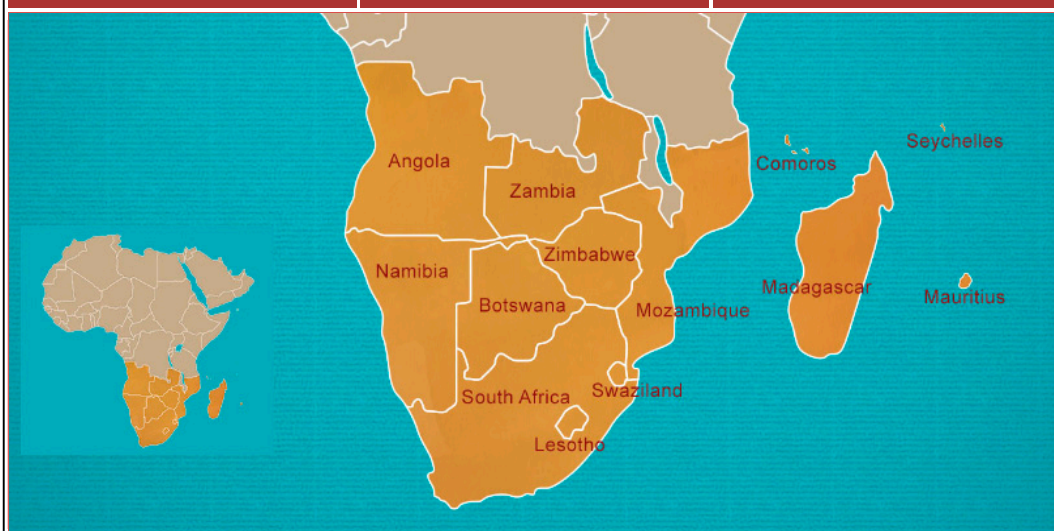 Angola
Zambia
Comoros
Seychelles
Namibia
Zimbabwe
Botswana
Mozambique
Madagascar
Mauritius
South Africa
Swaziland
Lesotho